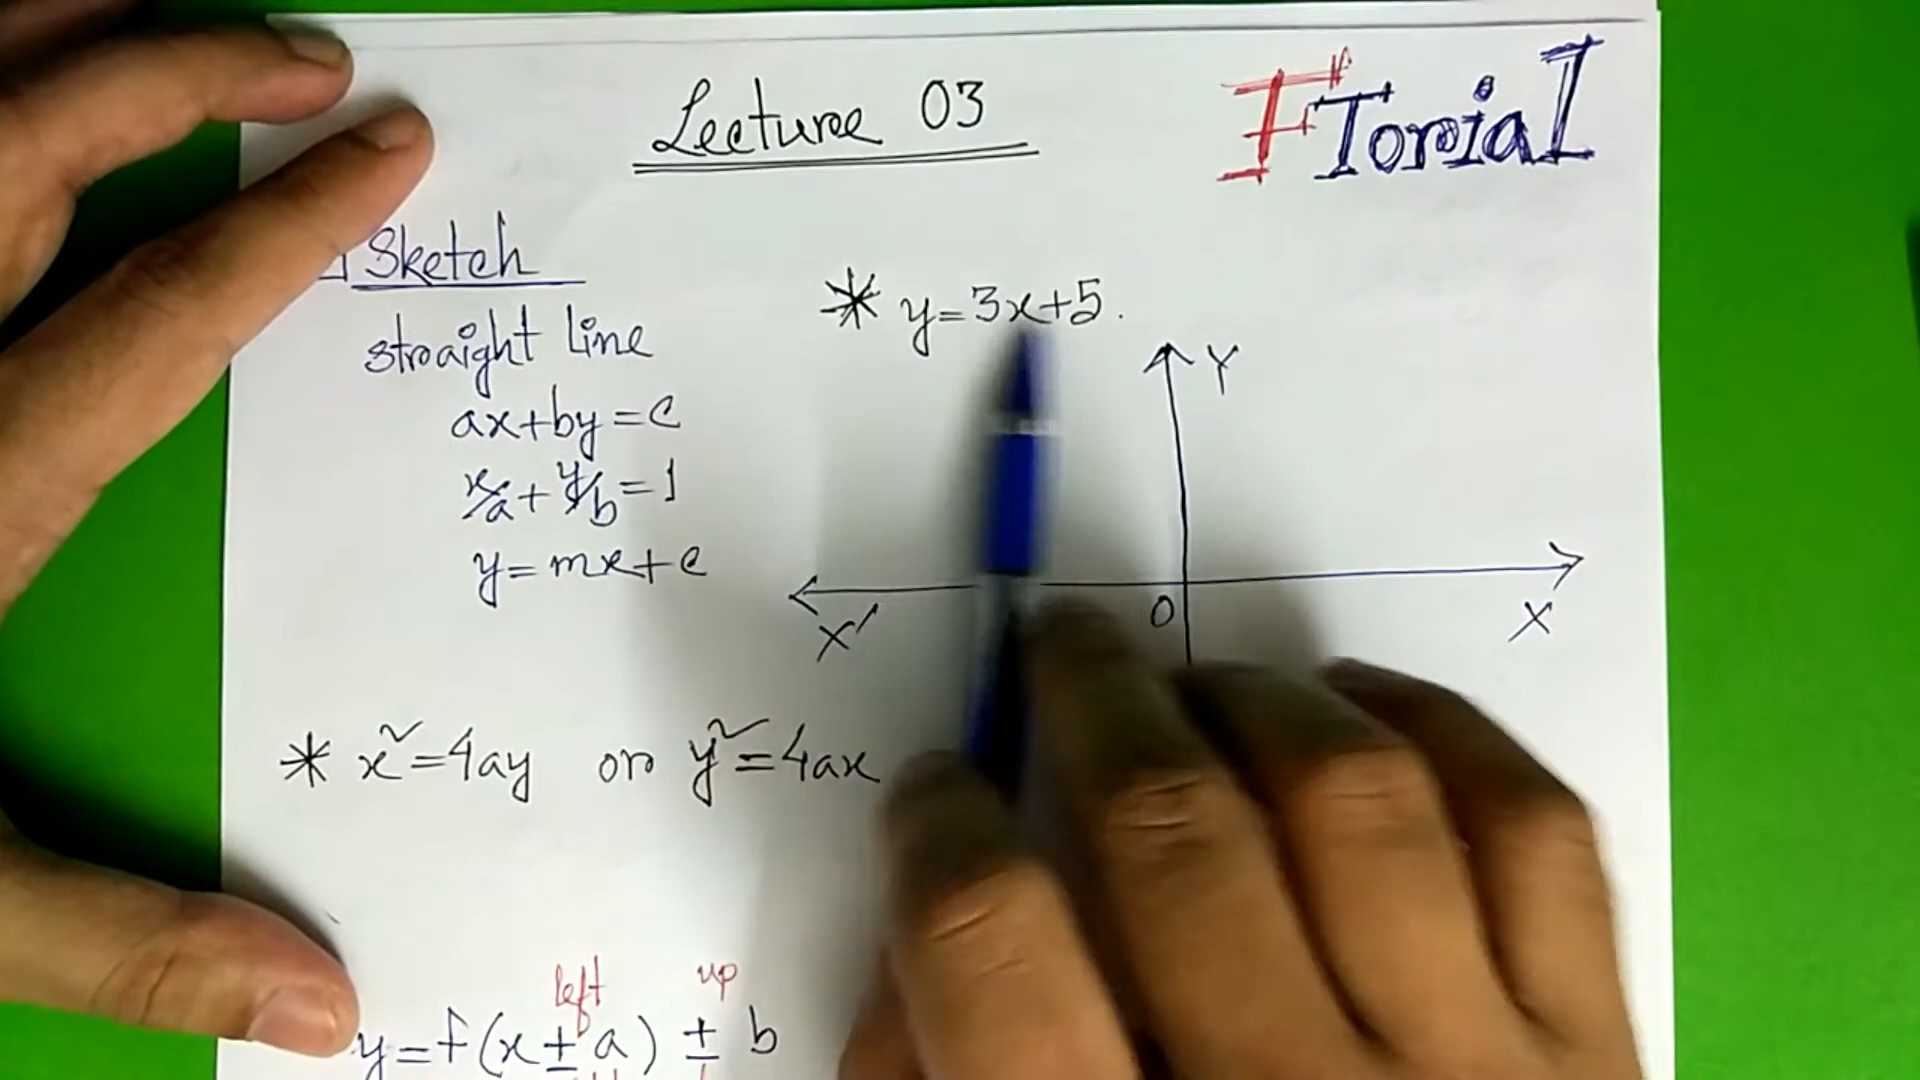 Lecture 03
FTorial
Sketch
straight line
ax+by=c
x/a+y/b=1
y=mx+c
* y=3x+5.
Y
X'
O
X
* x²=4ay or y²=4ax
left up
y=f(x±a) ± b